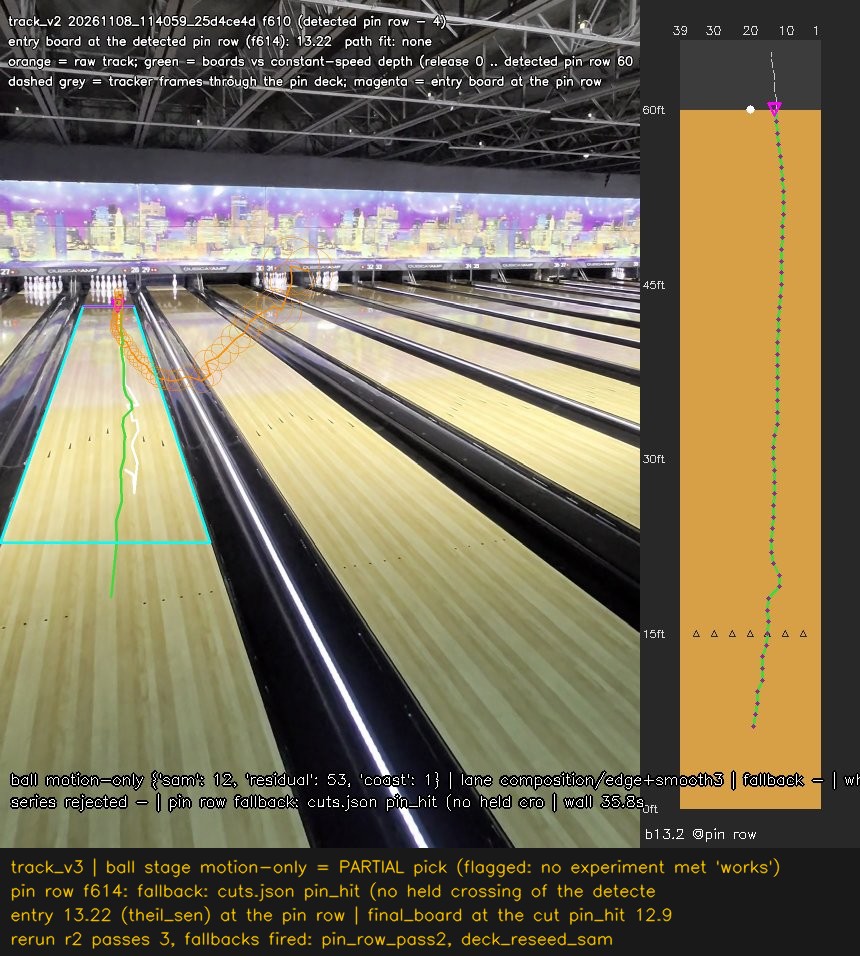 track_v2 20261108_114059_25d4ce4d f610 (detected pin row - 4)
entry board at the detected pin row (f614): 13.22 path fit: none
orange = raw track; green = boards vs constant-speed depth (release 0 .. detected pin row 60
dashed grey = tracker frames through the pin deck; magenta = entry board at the pin row
39 20 10 1
60ft
45ft
30ft
15ft
0ft
b13.2 @pin row
ball motion-only {'sam': 12, 'residual': 53, 'coast': 1} | lane composition/edge+smooth3 | fallback - | wh
series rejected - | pin row fallback: cuts.json pin_hit (no held cro | wall 35.8s
track_v3 | ball stage motion-only = PARTIAL pick (flagged: no experiment met 'works')
pin row f614: fallback: cuts.json pin_hit (no held crossing of the detecte
entry 13.22 (theil_sen) at the pin row | final_board at the cut pin_hit 12.9
rerun r2 passes 3, fallbacks fired: pin_row_pass2, deck_reseed_sam